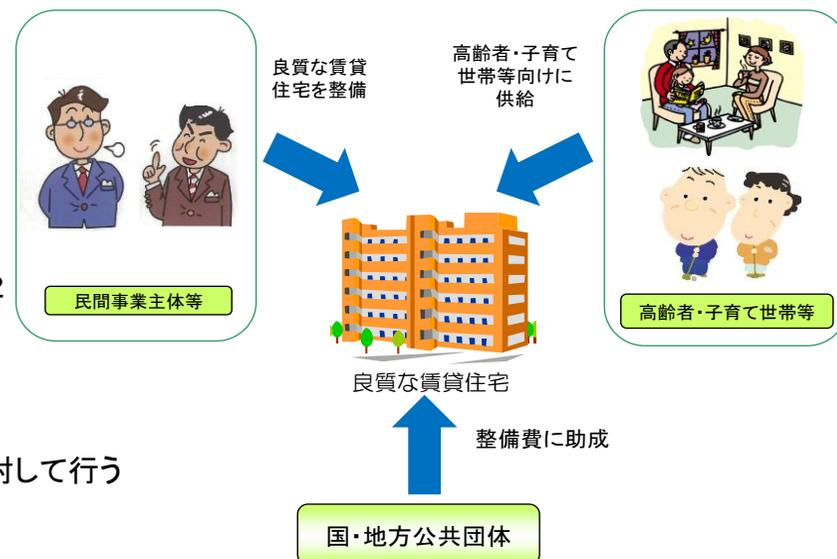 良質な賃貸
住宅を整備
高齢者・子育て
世帯等向けに
供給
民間事業主体等
高齢者・子育て世帯等
良質な賃貸住宅
整備費に助成
対して行う
国・地方公共団体